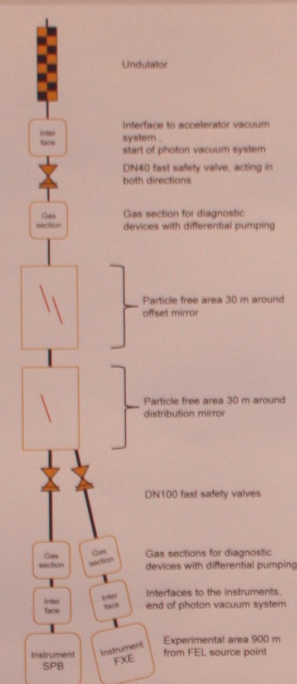 Undulator
Inter
face
Interface to accelerator vacuum
system ,
start of photon vacuum system
DN40 fast safety valve, acting in
both directions
Gas
section
Gas section for diagnostic
devices with differential pumping
Particle free area 30 m around
offset mirror
Particle free area 30 m around
distribution mirror
DN100 fast safety valves
Gas
section
Gas
section
Gas sections for diagnostic
devices with differential pumping
Inter
face
Inter
face
Interfaces to the instruments,
end of photon vacuum system
Instrument
SPB
Instrument
FXE
Experimental area 900 m
from FEL source point